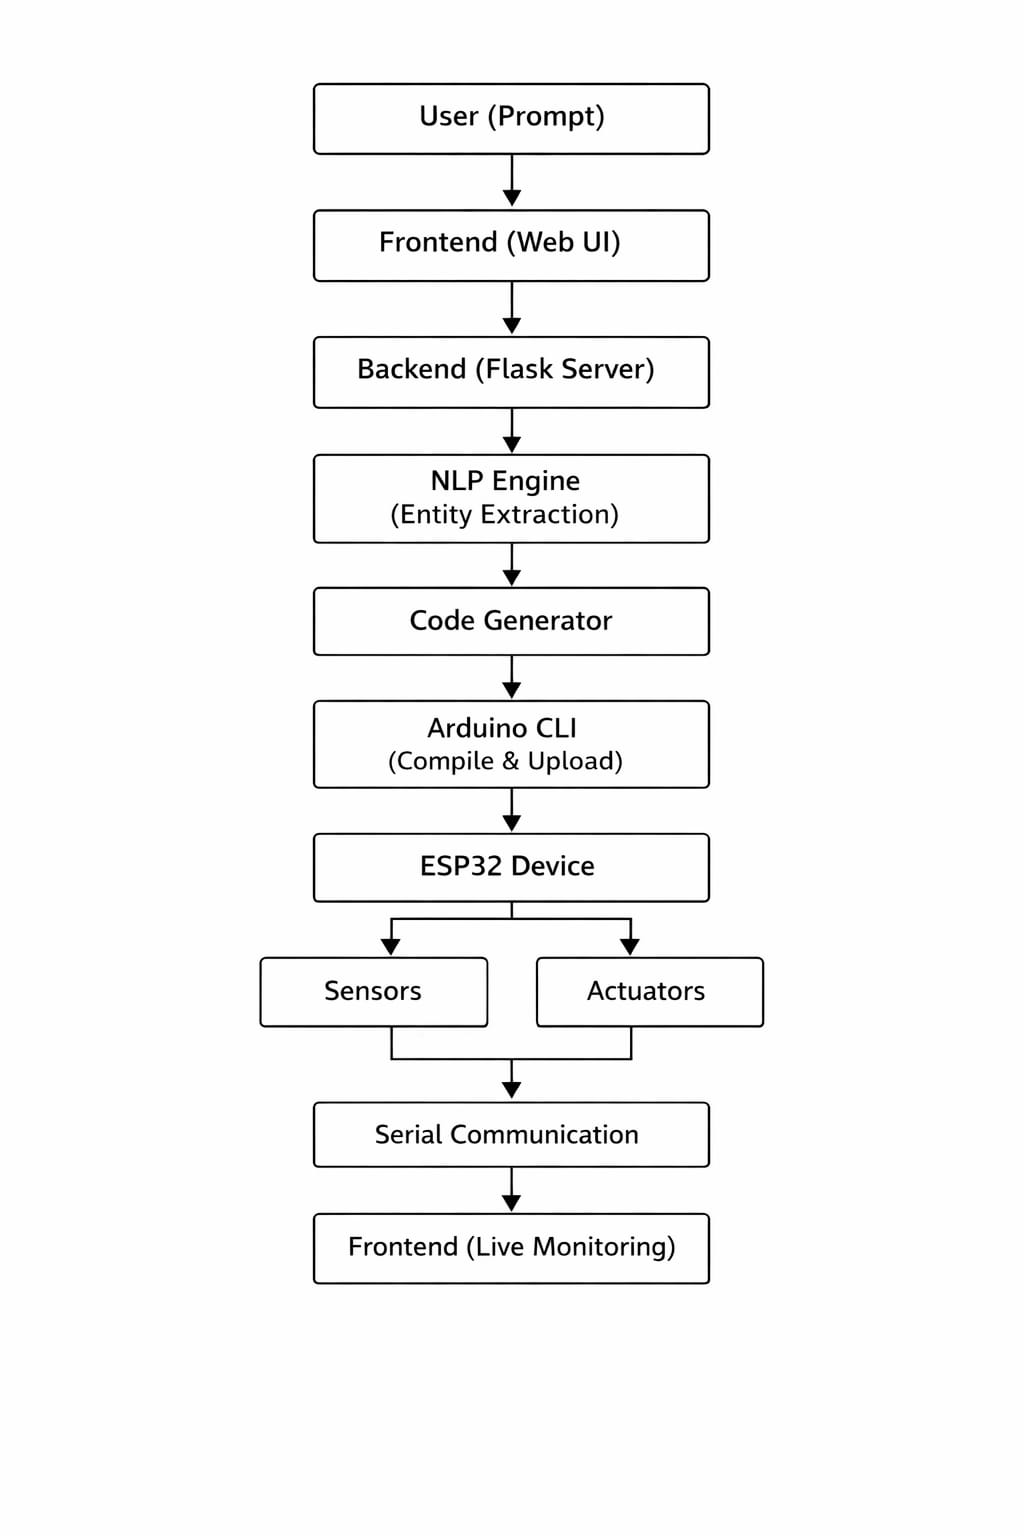 User (Prompt)
Frontend (Web UI)
Backend (Flask Server)
NLP Engine
(Entity Extraction)
Code Generator
Arduino CLI
(Compile & Upload)
ESP32 Device
Sensors
Actuators
Serial Communication
Frontend (Live Monitoring)